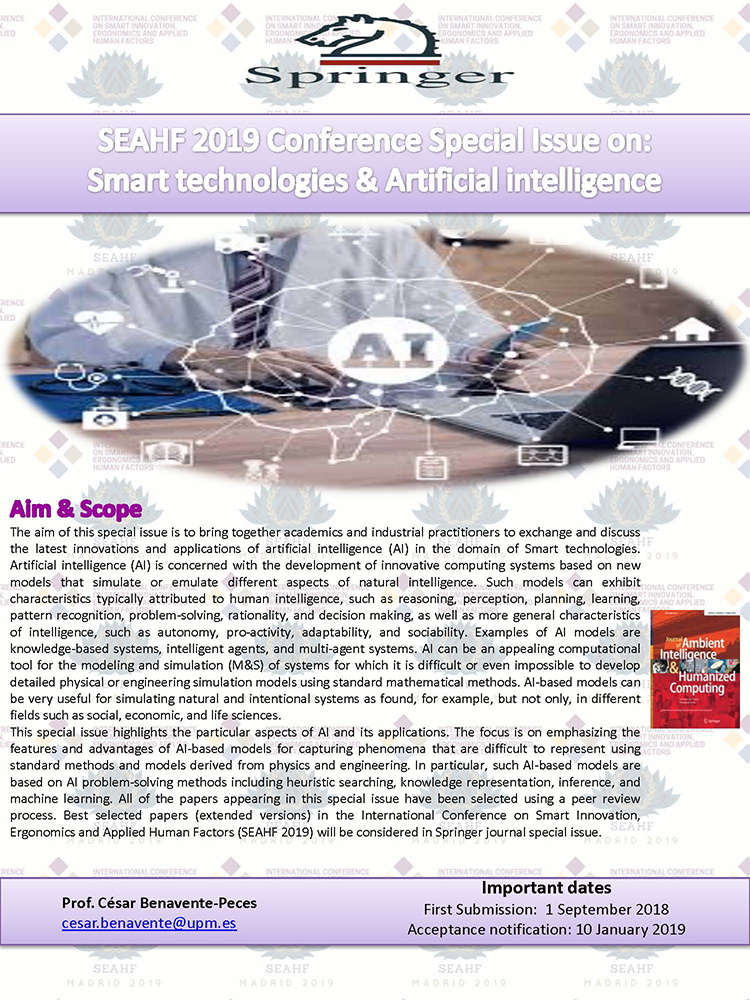 Springer
SEAHF 2019 Conference Special Issue on:
Smart technologies & Artificial intelligence
AI
Aim & Scope
The aim of this special issue is to bring together academics and industrial practitioners to exchange and discuss
the latest innovations and applications of artificial intelligence (AI) in the domain of Smart technologies.
Artificial intelligence (AI) is concerned with the development of innovative computing systems based on new
models that simulate or emulate different aspects of natural intelligence. Such models can exhibit
characteristics typically attributed to human intelligence, such as reasoning, perception, planning, learning,
pattern recognition, problem-solving, rationality, and decision making, as well as more general characteristics
of intelligence, such as autonomy, pro-activity, adaptability, and sociability. Examples of AI models are
knowledge-based systems, intelligent agents, and multi-agent systems. AI can be an appealing computational
tool for the modeling and simulation (M&S) of systems for which it is difficult or even impossible to develop
detailed physical or engineering simulation models using standard mathematical methods. AI-based models can
be very useful for simulating natural and intentional systems as found, for example, but not only, in different
fields such as social, economic, and life sciences.
This special issue highlights the particular aspects of AI and its applications. The focus is on emphasizing the
features and advantages of AI-based models for capturing phenomena that are difficult to represent using
standard methods and models derived from physics and engineering. In particular, such AI-based models are
based on AI problem-solving methods including heuristic searching, knowledge representation, inference, and
machine learning. All of the papers appearing in this special issue have been selected using a peer review
process. Best selected papers (extended versions) in the International Conference on Smart Innovation,
Ergonomics and Applied Human Factors (SEAHF 2019) will be considered in Springer journal special issue.
Journal of Ambient
Intelligence
& Humanized
Computing
Springer
Prof. César Benavente-Peces
cesar.benavente@upm.es
Important dates
First Submission: 1 September 2018
Acceptance notification: 10 January 2019
INTERNATIONAL CONFERENCE
ON SMART INNOVATION,
ERGONOMICS AND APPLIED
HUMAN FACTORS
SEAHF
MADRID 2019